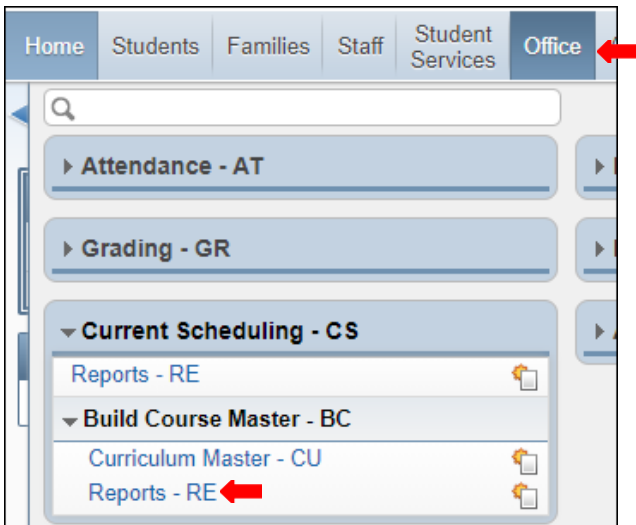 Home Students Families Staff Student Services Office
Attendance - AT
Grading - GR
Current Scheduling - CS
Reports - RE
Build Course Master - BC
Curriculum Master - CU
Reports - RE